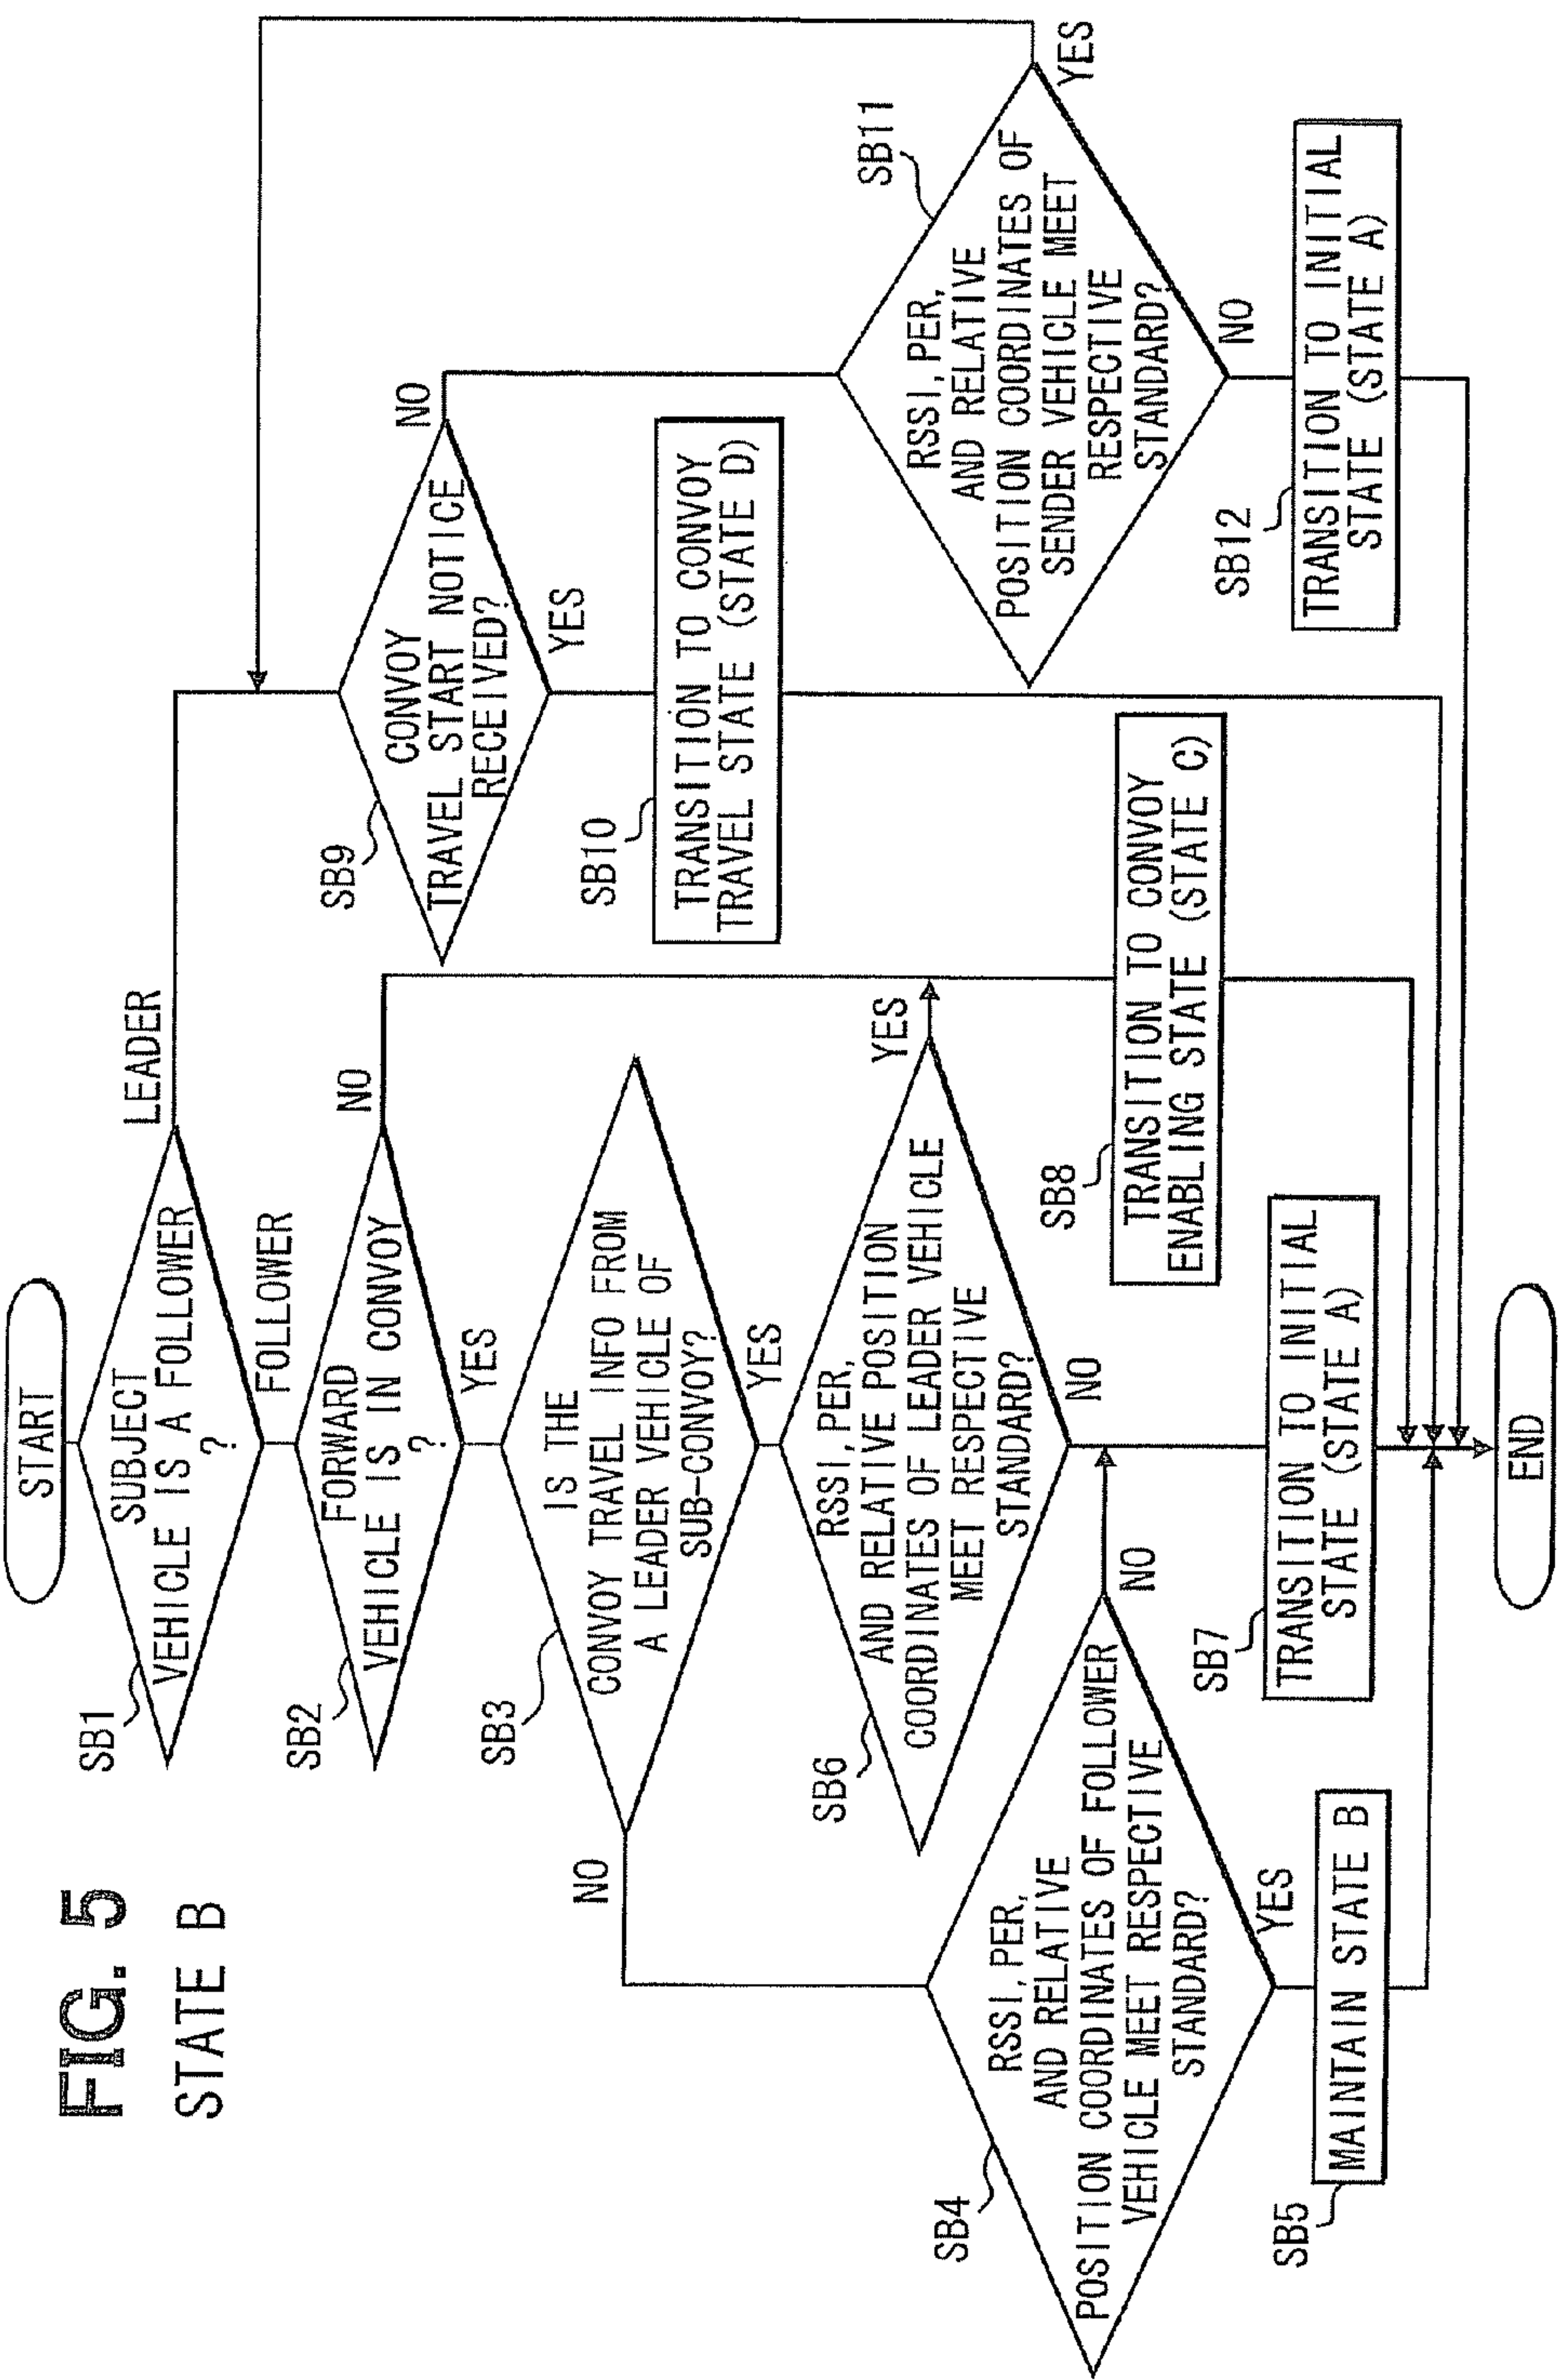 FIG. 5
STATE B
START
SB1
SUBJECT
VEHICLE IS A FOLLOWER
?
LEADER
FOLLOWER
SB2
FORWARD
VEHICLE IS IN CONVOY
?
NO
YES
SB3
IS THE
CONVOY TRAVEL INFO FROM
A LEADER VEHICLE OF
SUB-CONVOY?
NO
YES
SB6
RSSI, PER,
AND RELATIVE POSITION
COORDINATES OF LEADER VEHICLE
MEET RESPECTIVE
STANDARD?
YES
NO
SB4
RSSI, PER,
AND RELATIVE
POSITION COORDINATES OF FOLLOWER
VEHICLE MEET RESPECTIVE
STANDARD?
NO
YES
SB5
MAINTAIN STATE B
SB7
TRANSITION TO INITIAL
STATE (STATE A)
SB8
TRANSITION TO CONVOY
ENABLING STATE (STATE C)
SB9
CONVOY
TRAVEL START NOTICE
RECEIVED?
NO
YES
SB10
TRANSITION TO CONVOY
TRAVEL STATE (STATE D)
SB11
RSSI, PER,
AND RELATIVE
POSITION COORDINATES OF
SENDER VEHICLE MEET
RESPECTIVE
STANDARD?
YES
NO
SB12
TRANSITION TO INITIAL
STATE (STATE A)
END